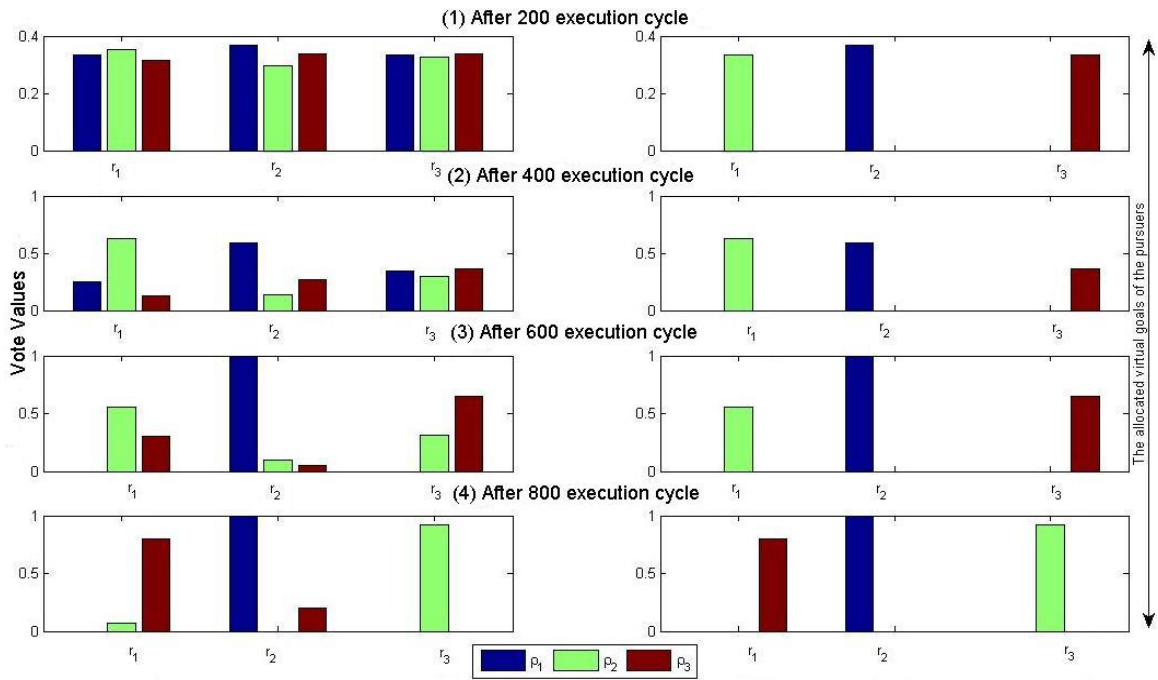 (1) After 200 execution cycle
0.4
0.2
0
r1 r2 r3
0.4
0.2
0
r1 r2 r3
(2) After 400 execution cycle
1
0.5
0
r1 r2 r3
1
0.5
0
r1 r2 r3
(3) After 600 execution cycle
1
0.5
0
r1 r2 r3
1
0.5
0
r1 r2 r3
(4) After 800 execution cycle
1
0.5
0
r1 r2 r3
1
0.5
0
r1 r2 r3
Vote Values
The allocated virtual goals of the pursuers
ρ1 ρ2 ρ3